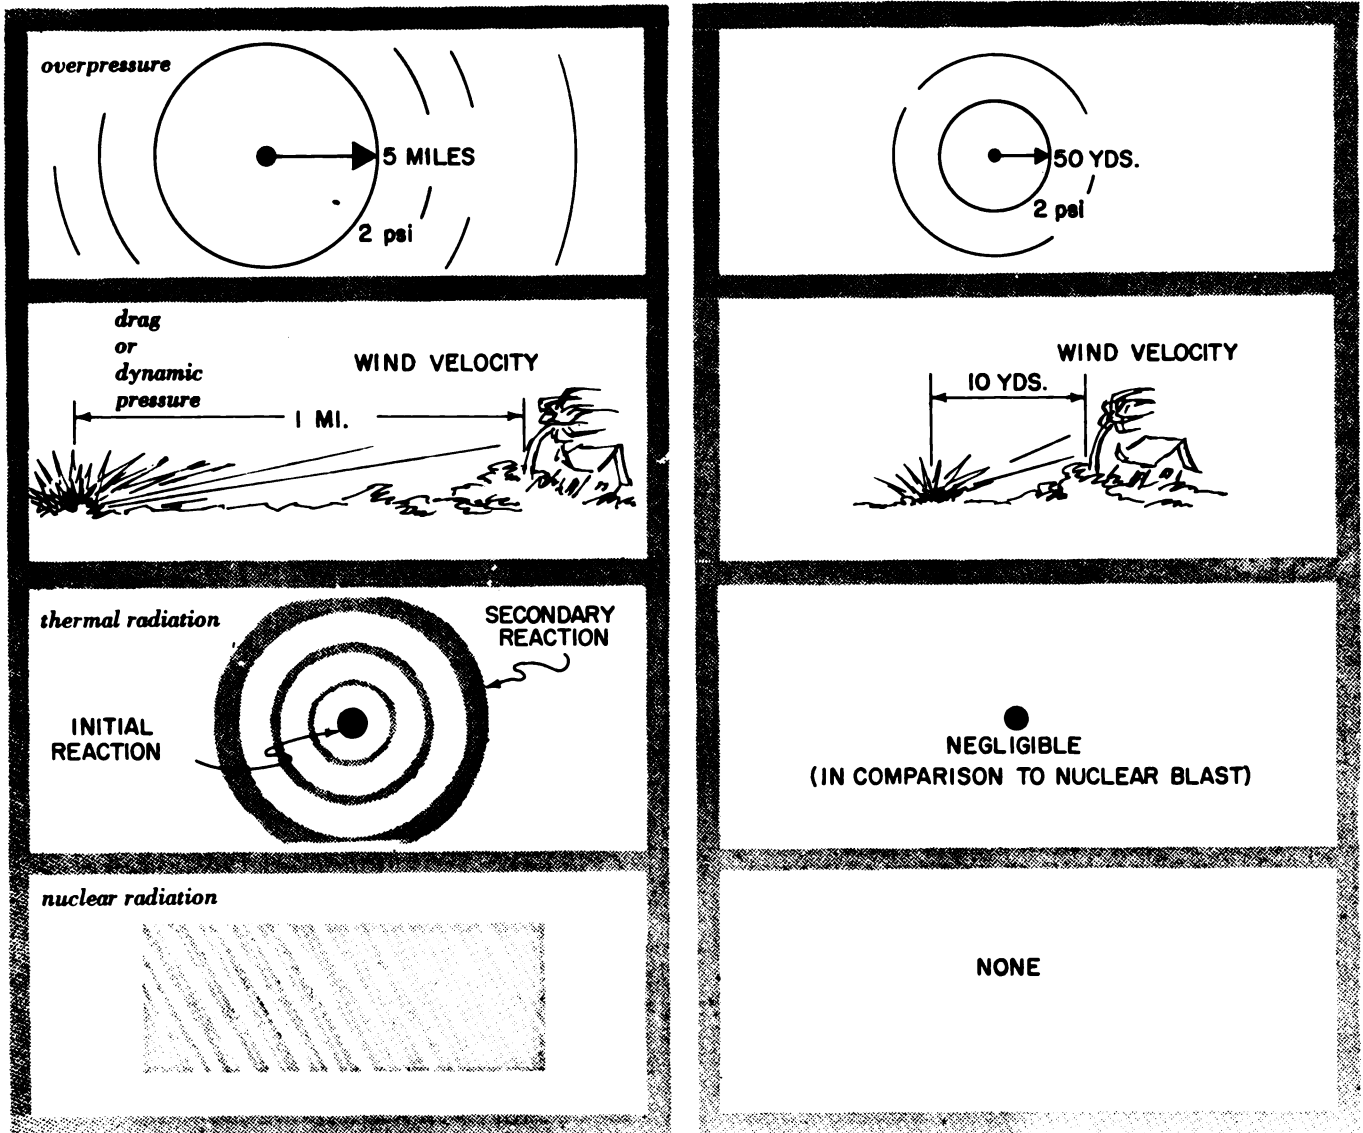 overpressure
5 MILES
2 psi
50 YDS.
2 psi
drag
or
dynamic
pressure
WIND VELOCITY
1 MI.
WIND VELOCITY
10 YDS.
thermal radiation
SECONDARY
REACTION
INITIAL
REACTION
NEGLIGIBLE
(IN COMPARISON TO NUCLEAR BLAST)
nuclear radiation
NONE